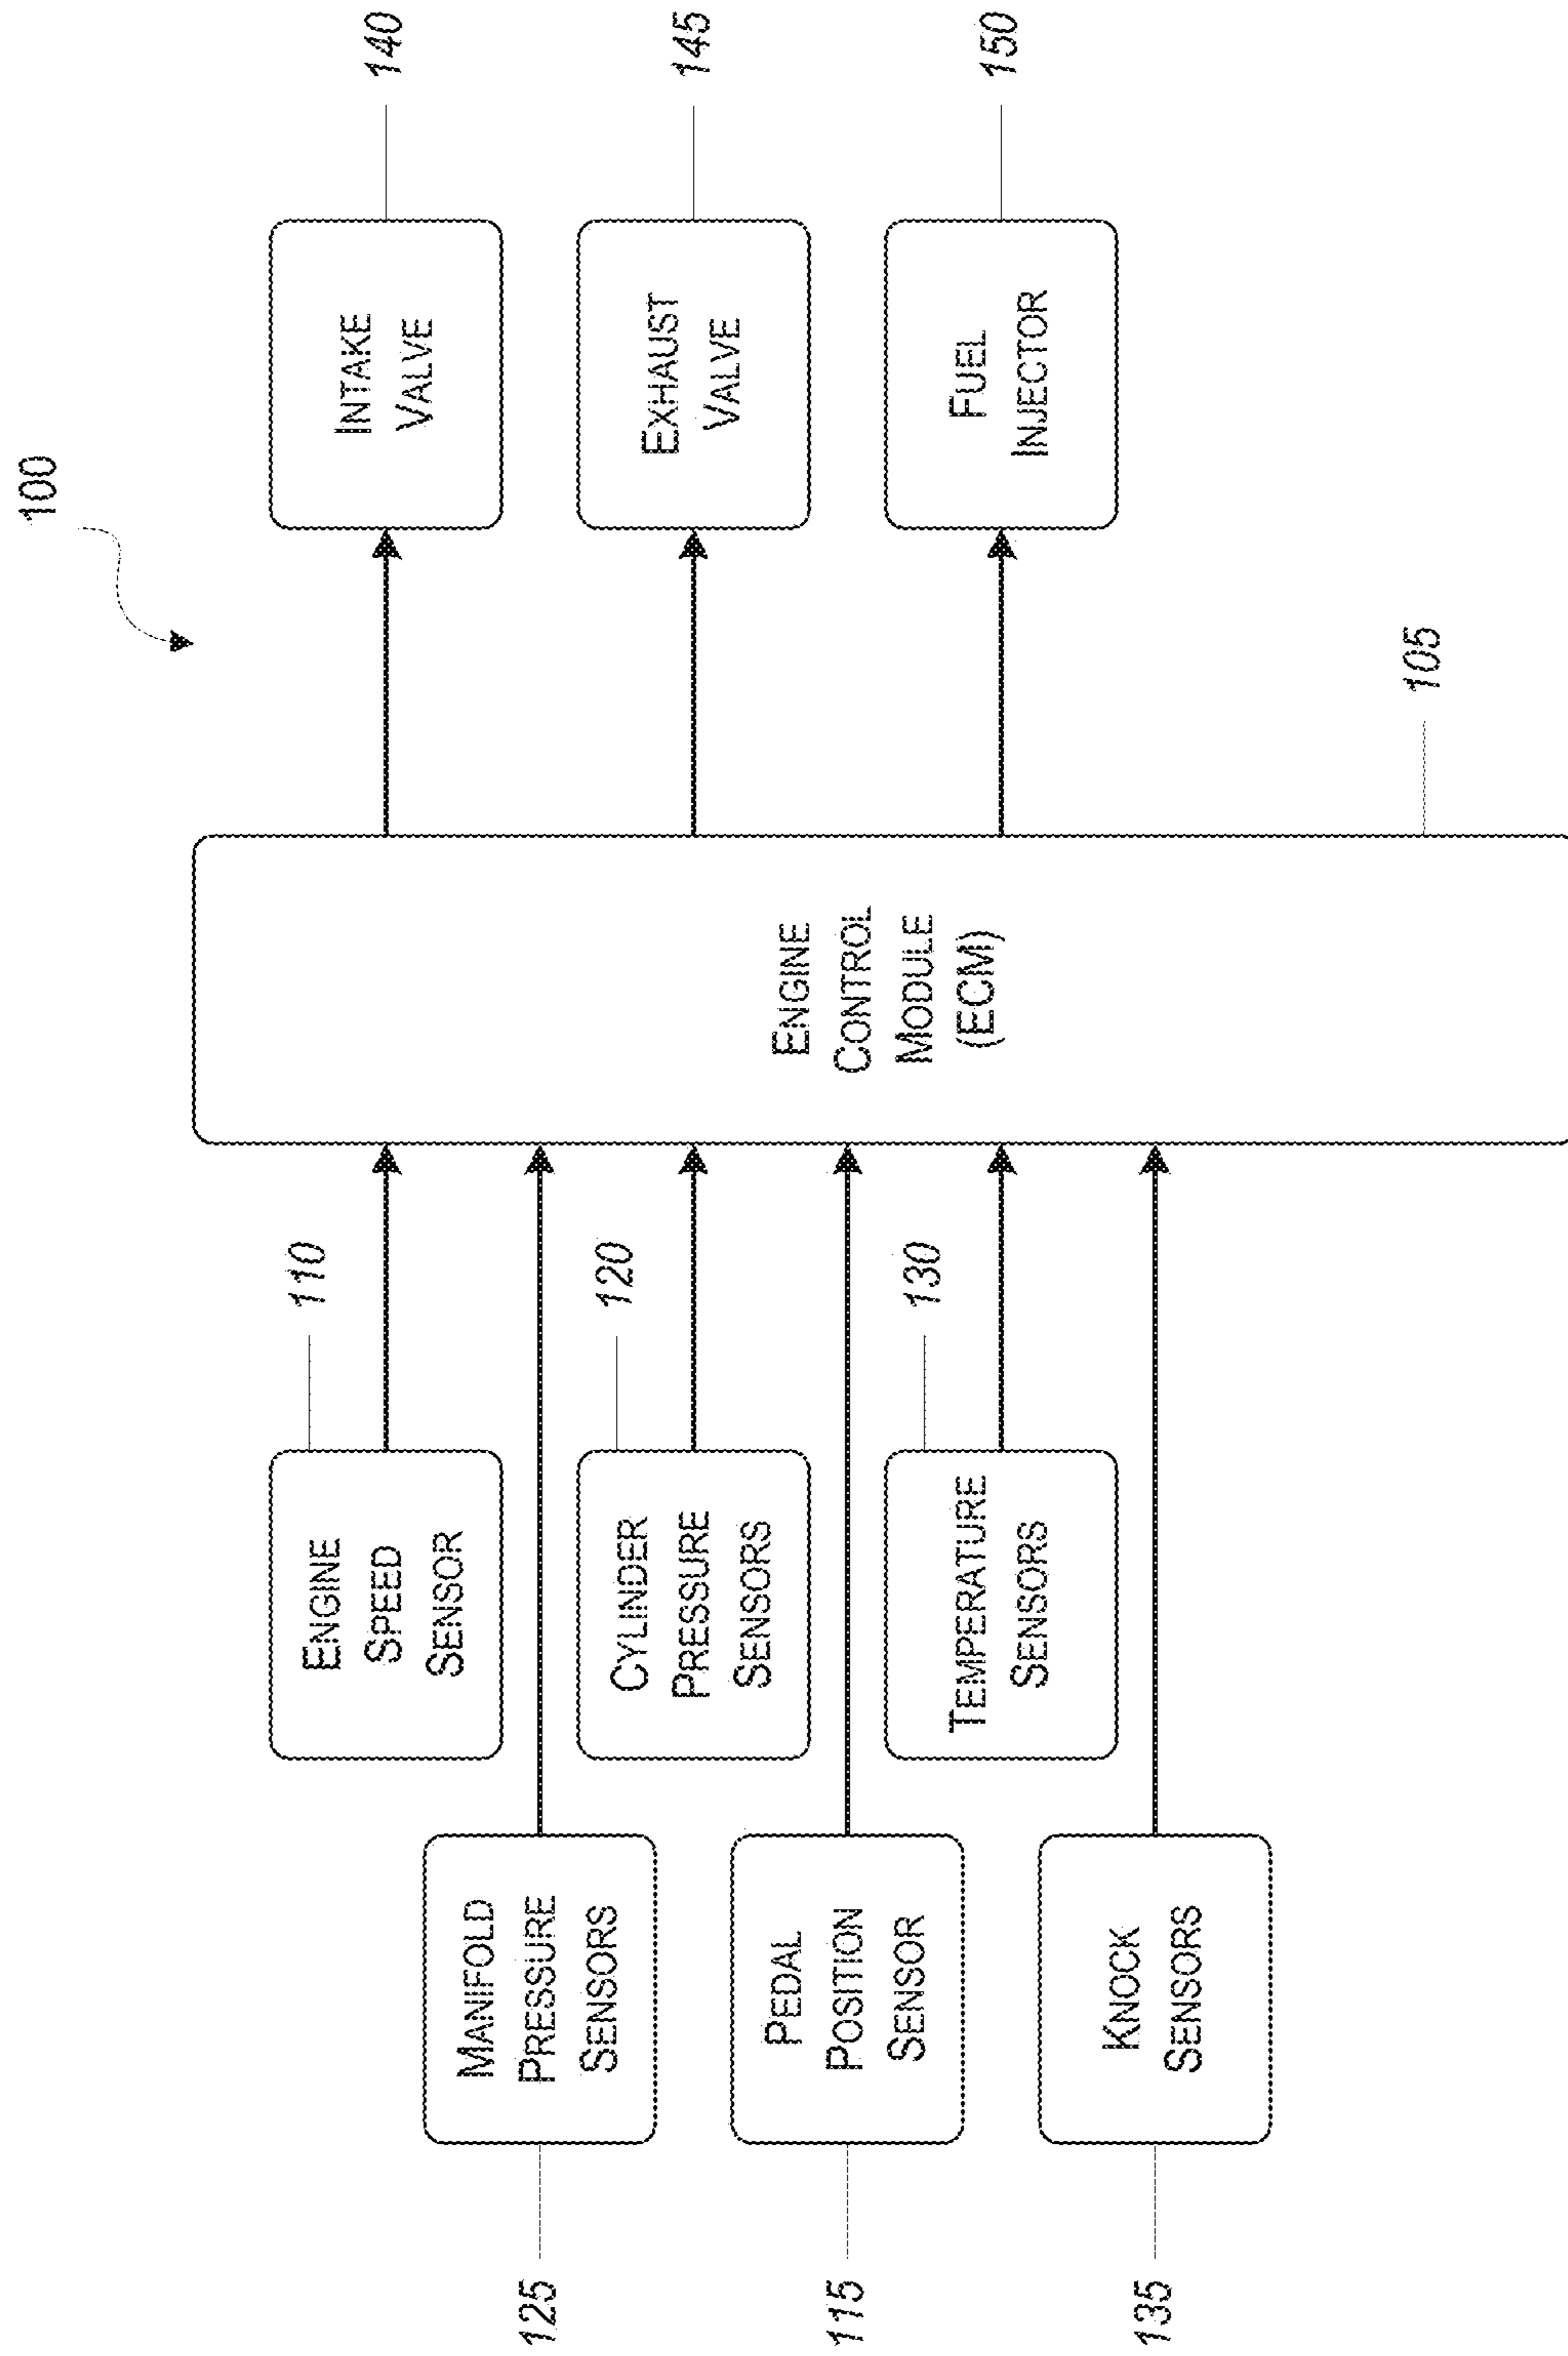 100
ENGINE
SPEED
SENSOR
110
MANIFOLD
PRESSURE
SENSORS
125
CYLINDER
PRESSURE
SENSORS
120
PEDAL
POSITION
SENSOR
115
TEMPERATURE
SENSORS
130
KNOCK
SENSORS
135
ENGINE
CONTROL
MODULE
(ECM)
105
INTAKE
VALVE
140
EXHAUST
VALVE
145
FUEL
INJECTOR
150